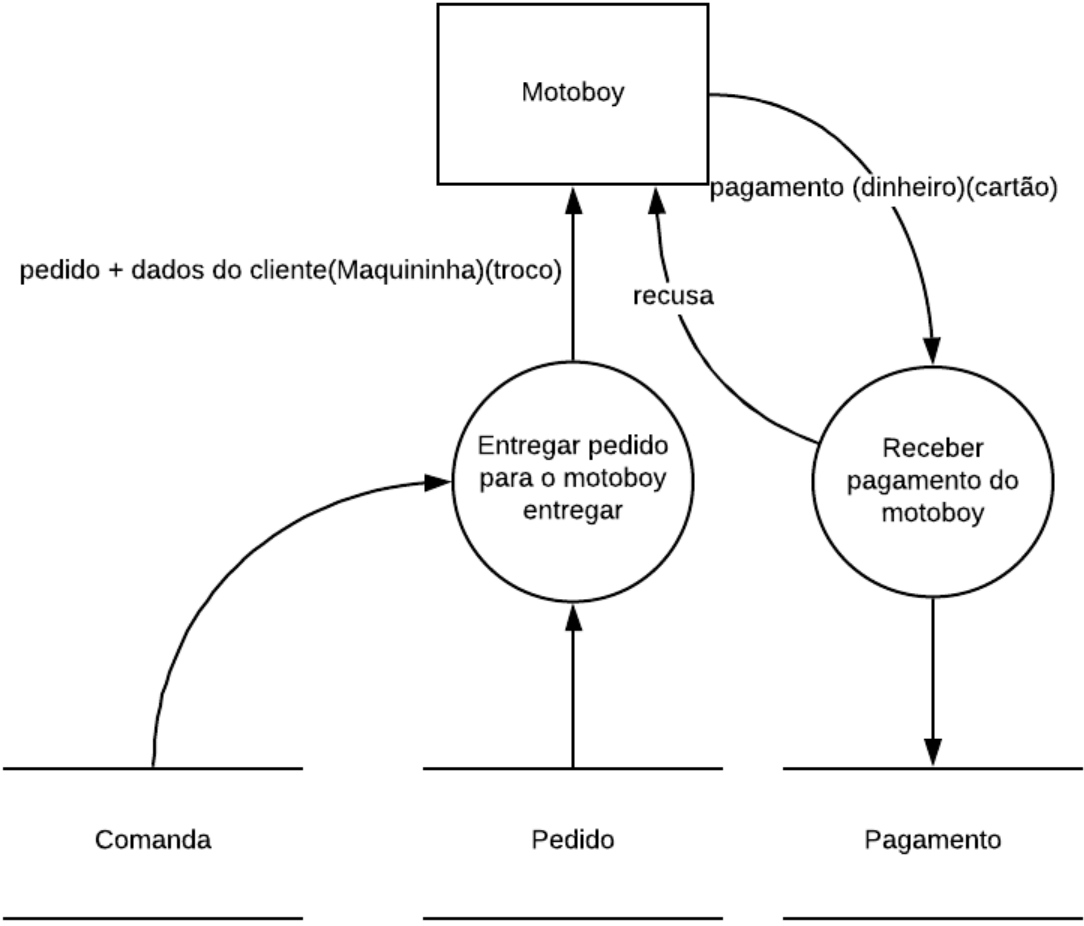 Motoboy
pagamento (dinheiro)(cartão)
pedido + dados do cliente(Maquininha)(troco)
recusa
Entregar pedido
para o motoboy
entregar
Receber
pagamento do
motoboy
Comanda
Pedido
Pagamento